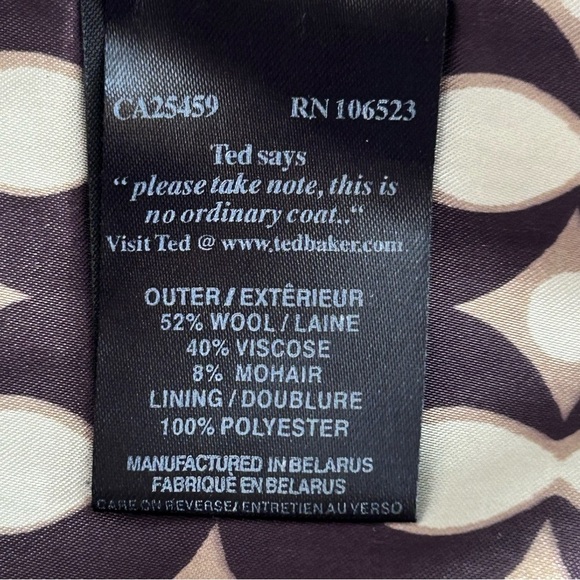 CA25459 RN 106523
Ted says
"please take note, this is
no ordinary coat.."
Visit Ted @ www.tedbaker.com
OUTER/EXTÊRIEUR
52% WOOL/LAINE
40% VISCOSE
8% MOHAIR
LINING/DOUBLURE
100% POLYESTER
MANUFACTURED IN BELARUS
FABRIQUÈ EN BELARUS
CARE ON REVERSE/ENTRETIEN AU VERSO